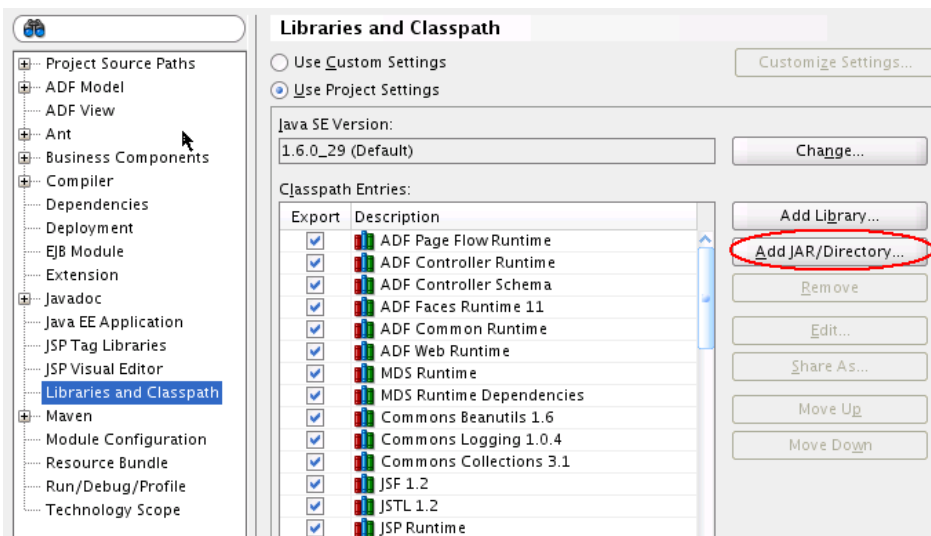 Project Source Paths
ADF Model
ADF View
Ant
Business Components
Compiler
Dependencies
Deployment
EJB Module
Extension
Javadoc
Java EE Application
JSP Tag Libraries
JSP Visual Editor
Libraries and Classpath
Maven
Module Configuration
Resource Bundle
Run/Debug/Profile
Technology Scope
Libraries and Classpath
Use Custom Settings
Customize Settings...
Use Project Settings
Java SE Version:
1.6.0_29 (Default)
Change...
Classpath Entries:
Export Description
ADF Page Flow Runtime
ADF Controller Runtime
ADF Controller Schema
ADF Faces Runtime 11
ADF Common Runtime
ADF Web Runtime
MDS Runtime
MDS Runtime Dependencies
Commons Beanutils 1.6
Commons Logging 1.0.4
Commons Collections 3.1
JSF 1.2
JSTL 1.2
JSP Runtime
Add Library...
Add JAR/Directory...
Remove
Edit...
Share As...
Move Up
Move Down